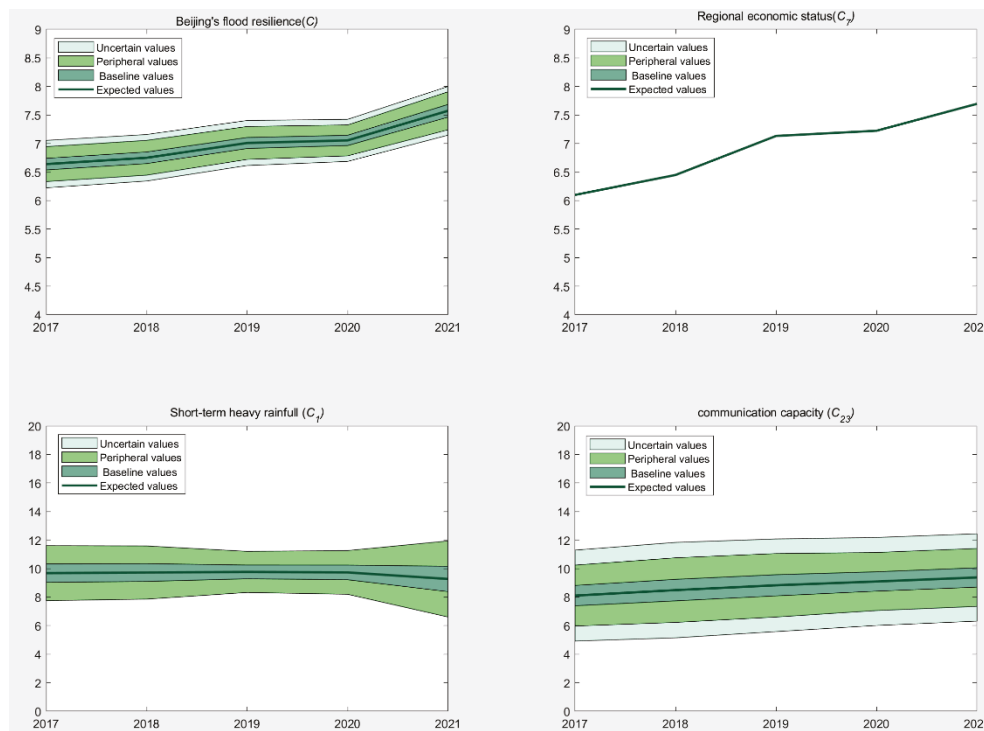 Beijing's flood resilience(C)
9
8.5
8
7.5
7
6.5
6
5.5
5
4.5
4
Uncertain values
Peripheral values
Baseline values
Expected values
2017 2018 2019 2020 2021
Regional economic status(C7)
9
8.5
8
7.5
7
6.5
6
5.5
5
4.5
4
Uncertain values
Peripheral values
Baseline values
Expected values
2017 2018 2019 2020 202
Short-term heavy rainfall (C1)
20
18
16
14
12
10
8
6
4
2
0
Uncertain values
Peripheral values
Baseline values
Expected values
2017 2018 2019 2020 2021
communication capacity (C23)
20
18
16
14
12
10
8
6
4
2
0
Uncertain values
Peripheral values
Baseline values
Expected values
2017 2018 2019 2020 202